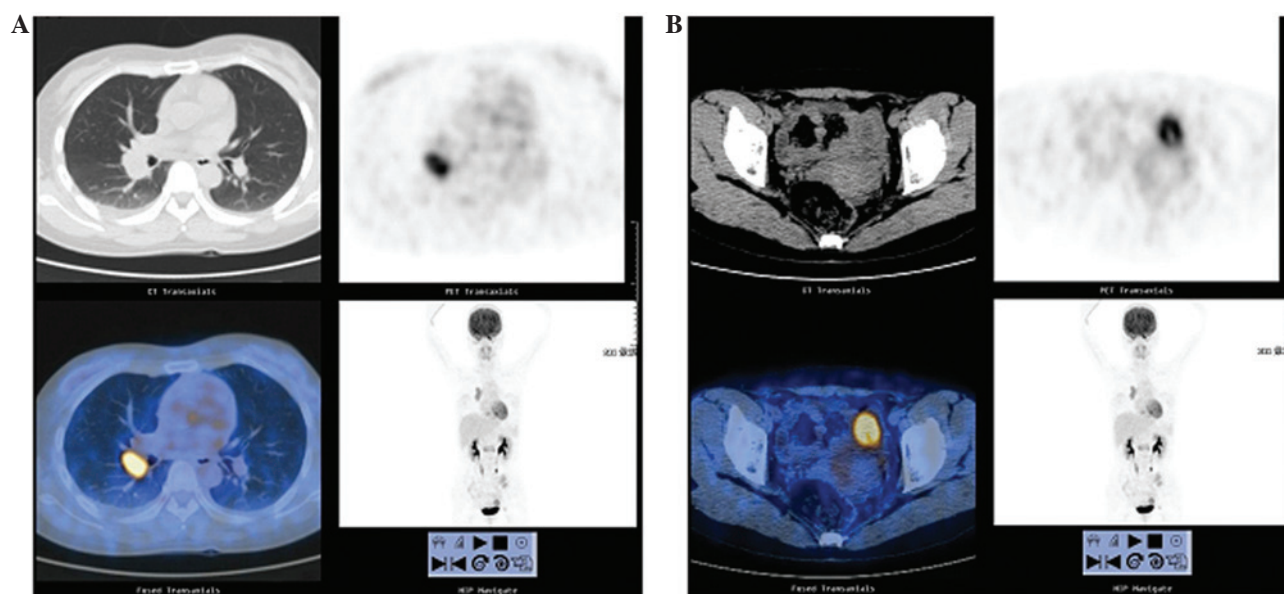 A
B
CT Transaxials
PET Transaxials
Fused Transaxials
MIP Navigate
CT Transaxials
PET Transaxials
Fused Transaxials
MIP Navigate